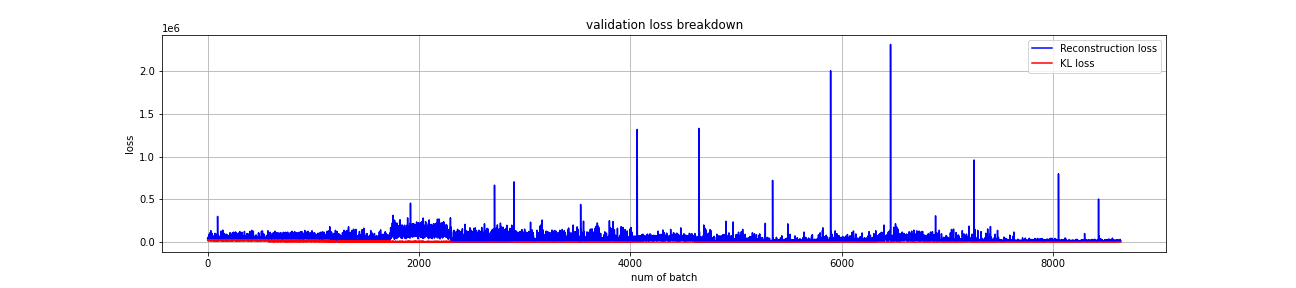 validation loss breakdown
1e6
Reconstruction loss
KL loss
2.0
1.5
1.0
0.5
0.0
loss
0 2000 4000 6000 8000
num of batch